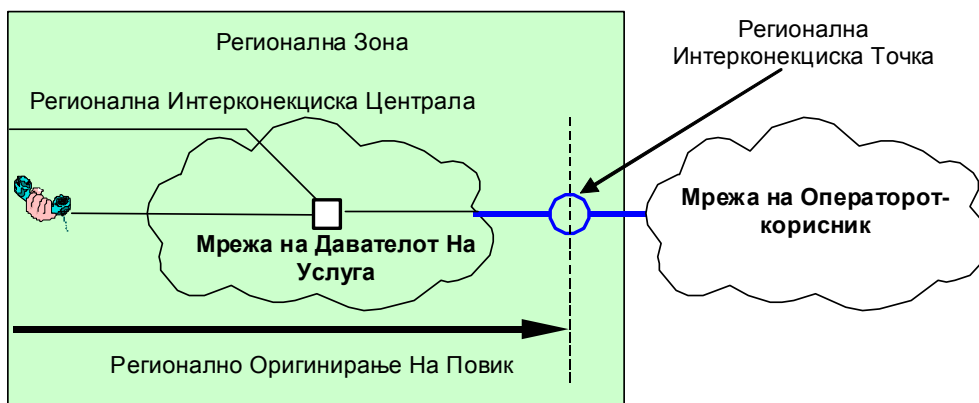 Регионална Зона
Регионална
Интерконекциска Точка
Регионална Интерконекциска Централа
Мрежа на Давателот На
Услуга
Мрежа на Операторот-
корисник
Регионално Оригинирање На Повик